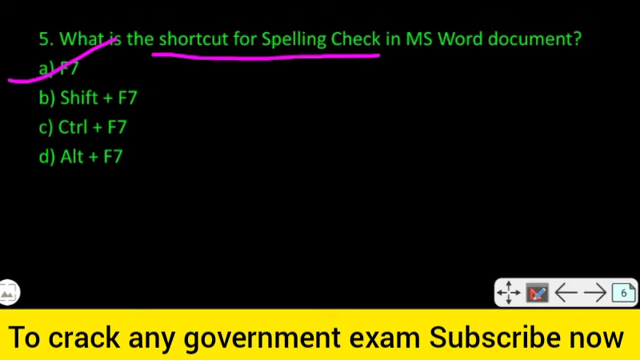 5. What is the shortcut for Spelling Check in MS Word document?
a) F7
b) Shift + F7
c) Ctrl + F7
d) Alt + F7
6
To crack any government exam Subscribe now